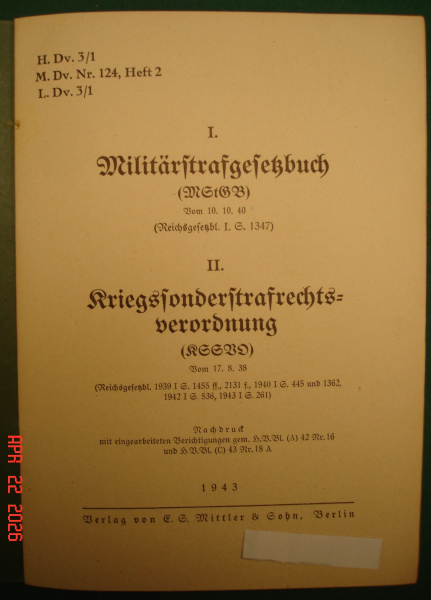 H. Dv. 3/1
M. Dv. Nr. 124, Heft 2
L. Dv. 3/1
I.
Militärstrafgesetzbuch
(MStGB)
Vom 10. 10. 40
(Reichsgesetzbl. I. S. 1347)
II.
Kriegssonderstrafrechts=
verordnung
(KSSVO)
Vom 17. 8. 38
(Reichsgesetzbl. 1939 I S. 1455 ff., 2131 f., 1940 I S. 445 und 1362,
1942 I S. 536, 1943 I S. 261)
Nachdruck
mit eingearbeiteten Berichtigungen gem. H.V.Bl. (A) 42 Nr. 16
und H.V.Bl. (C) 43 Nr. 18 A
1943
Verlag von E. S. Mittler & Sohn, Berlin
APR 22 2026